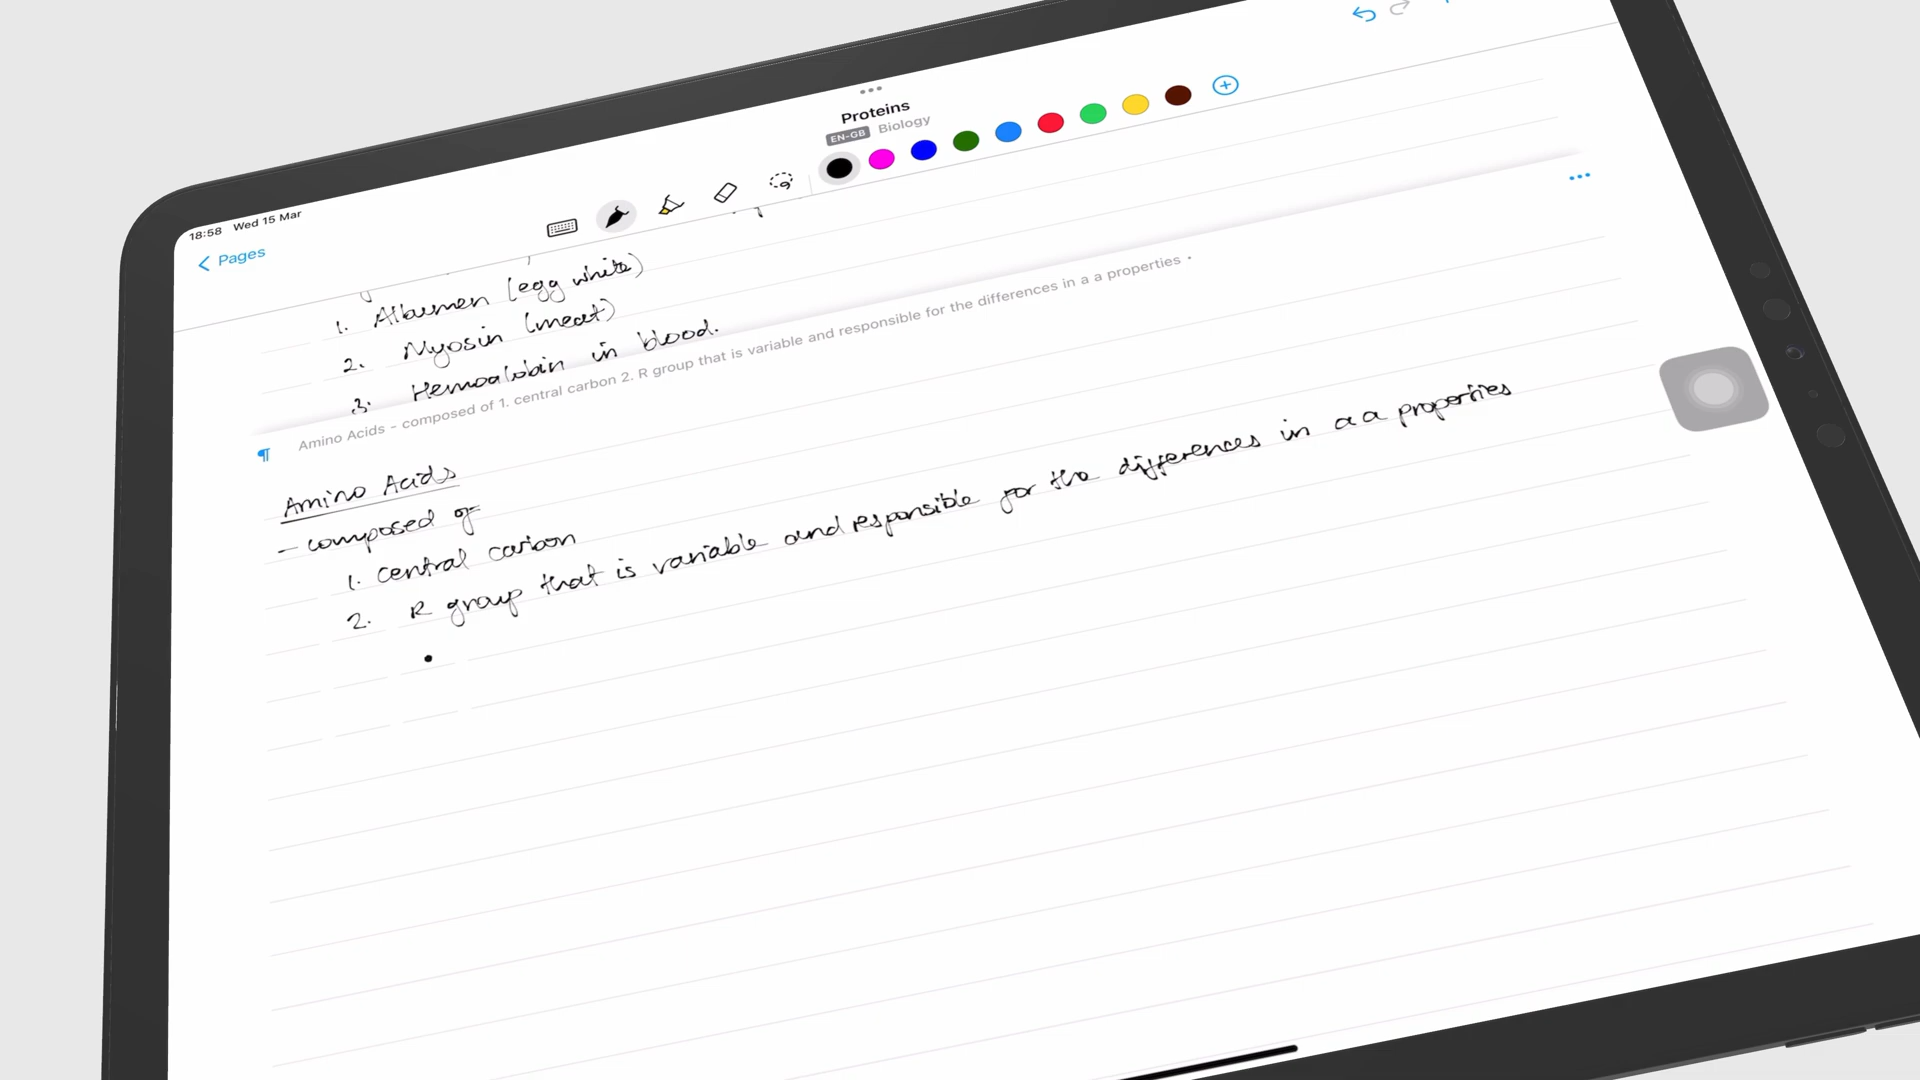 Proteins
EN-GB Biology
18:58 Wed 15 Mar
Pages
1. Albumen (egg white)
2. Myosin (meat)
3. Hemoglobin in blood.
Amino Acids - composed of 1. central carbon 2. R group that is variable and responsible for the differences in a a properties •
Amino Acids
- composed of
1. central carbon
2. R group that is variable and responsible for the differences in a a properties
•